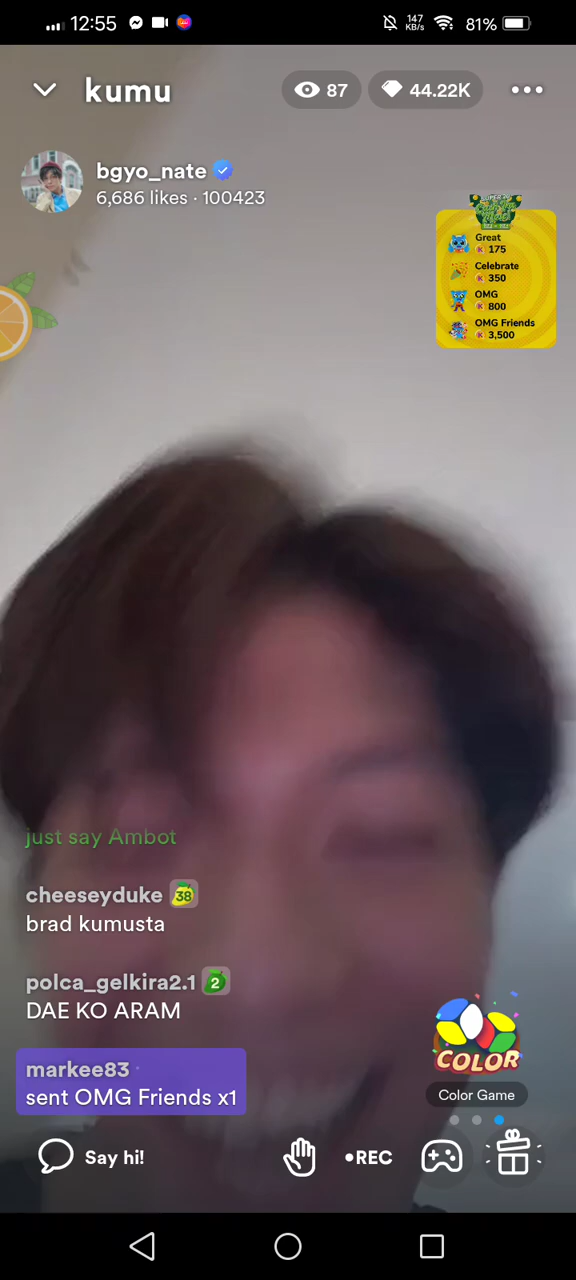 12:55
147
KB/s
81%
kumu
87
44.22K
bgyo_nate
6,686 likes · 100423
Great
175
Celebrate
350
OMG
800
OMG Friends
3,500
just say Ambot
cheeseyduke 38
brad kumusta
polca_gelkira2.1 2
DAE KO ARAM
markee83
sent OMG Friends x1
COLOR
Color Game
Say hi!
•REC